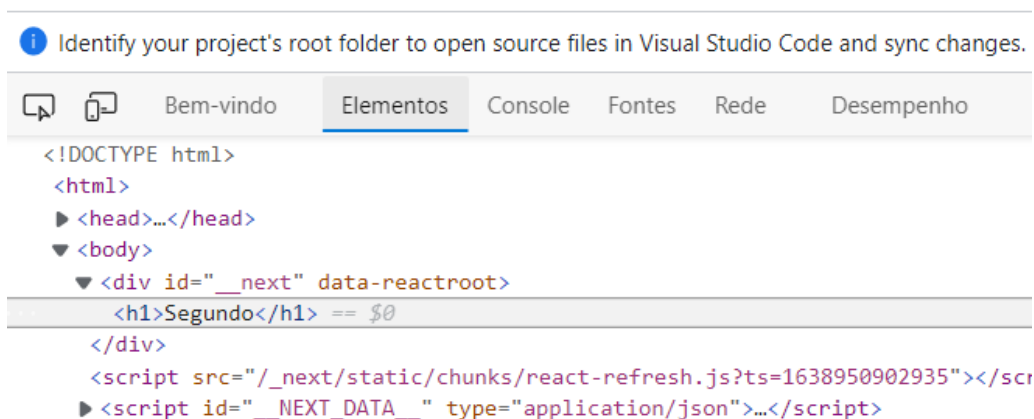 Identify your project's root folder to open source files in Visual Studio Code and sync changes.
Bem-vindo Elementos Console Fontes Rede Desempenho
<!DOCTYPE html>
<html>
<head>…</head>
<body>
<div id="__next" data-reactroot>
<h1>Segundo</h1> == $0
</div>
<script src="/_next/static/chunks/react-refresh.js?ts=1638950902935"></scr
<script id="__NEXT_DATA__" type="application/json">…</script>